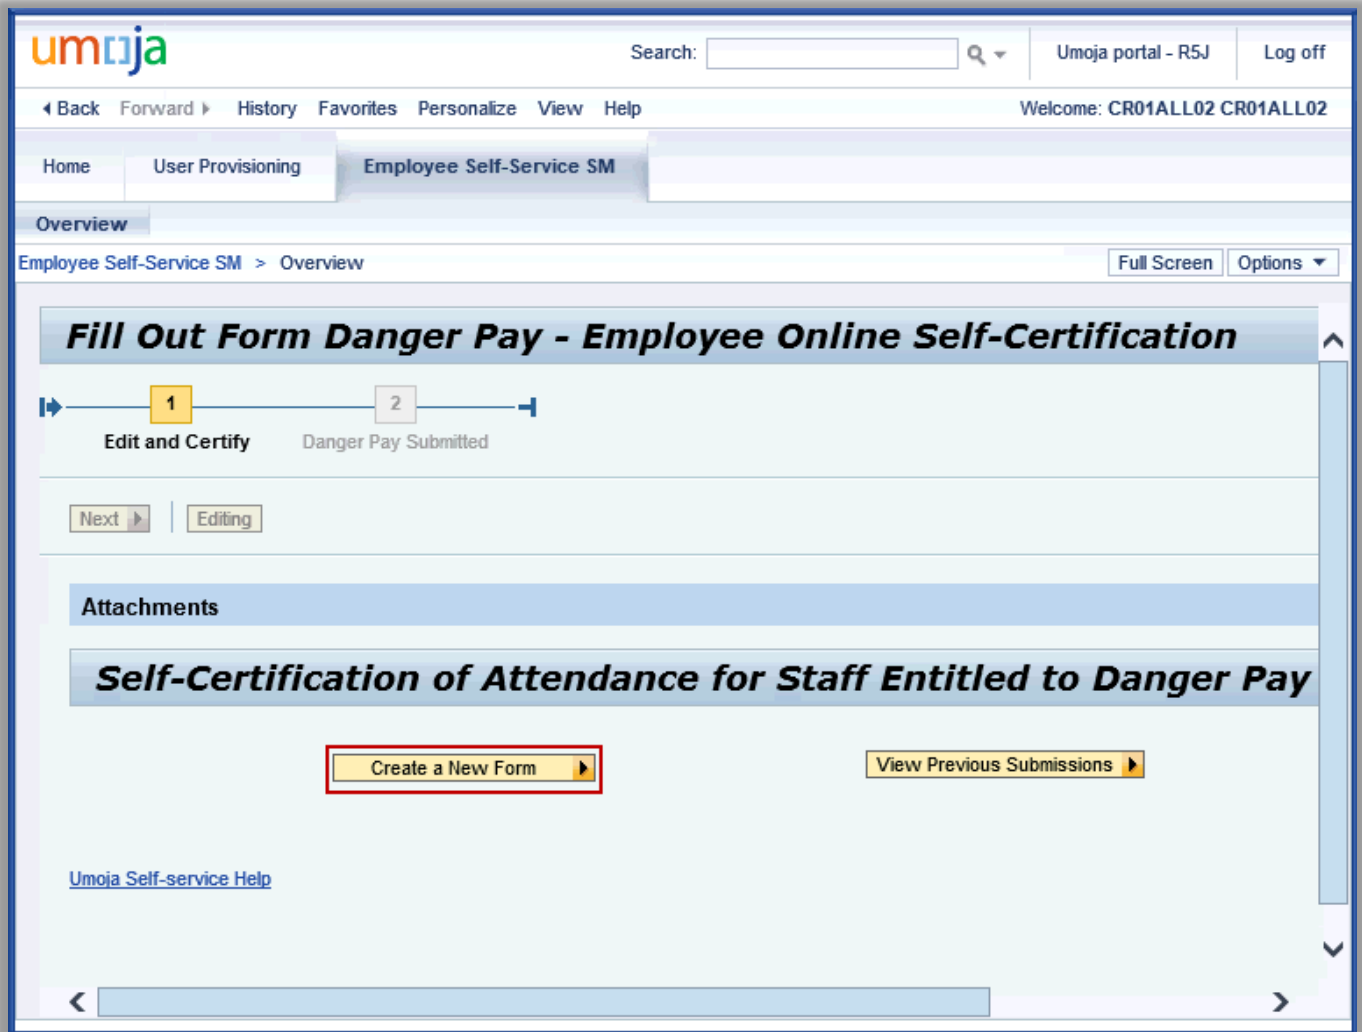 umoja
Search:
Umoja portal - R5J
Log off
Back Forward History Favorites Personalize View Help
Welcome: CR01ALL02 CR01ALL02
Home User Provisioning Employee Self-Service SM
Overview
Employee Self-Service SM > Overview
Full Screen Options
Fill Out Form Danger Pay - Employee Online Self-Certification
1 2
Edit and Certify Danger Pay Submitted
Next Editing
Attachments
Self-Certification of Attendance for Staff Entitled to Danger Pay
Create a New Form View Previous Submissions
Umoja Self-service Help